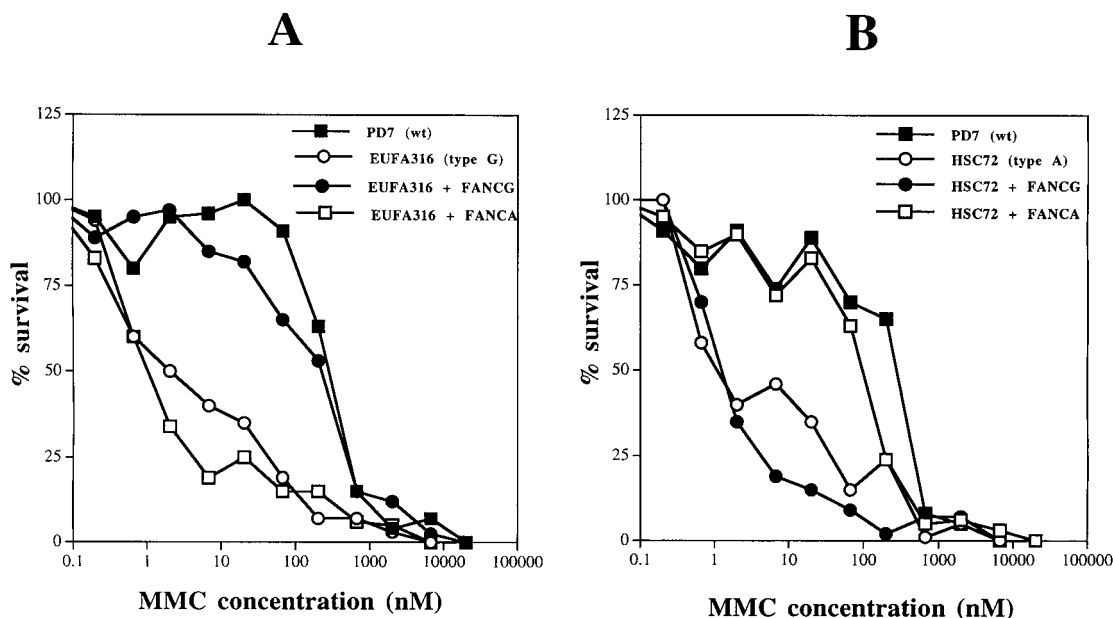 A
125
100
75
50
25
0
% survival
PD7 (wt)
EUFA316 (type G)
EUFA316 + FANCG
EUFA316 + FANCA
0.1 1 10 100 1000 10000 100000
MMC concentration (nM)
B
125
100
75
50
25
0
% survival
PD7 (wt)
HSC72 (type A)
HSC72 + FANCG
HSC72 + FANCA
0.1 1 10 100 1000 10000 100000
MMC concentration (nM)